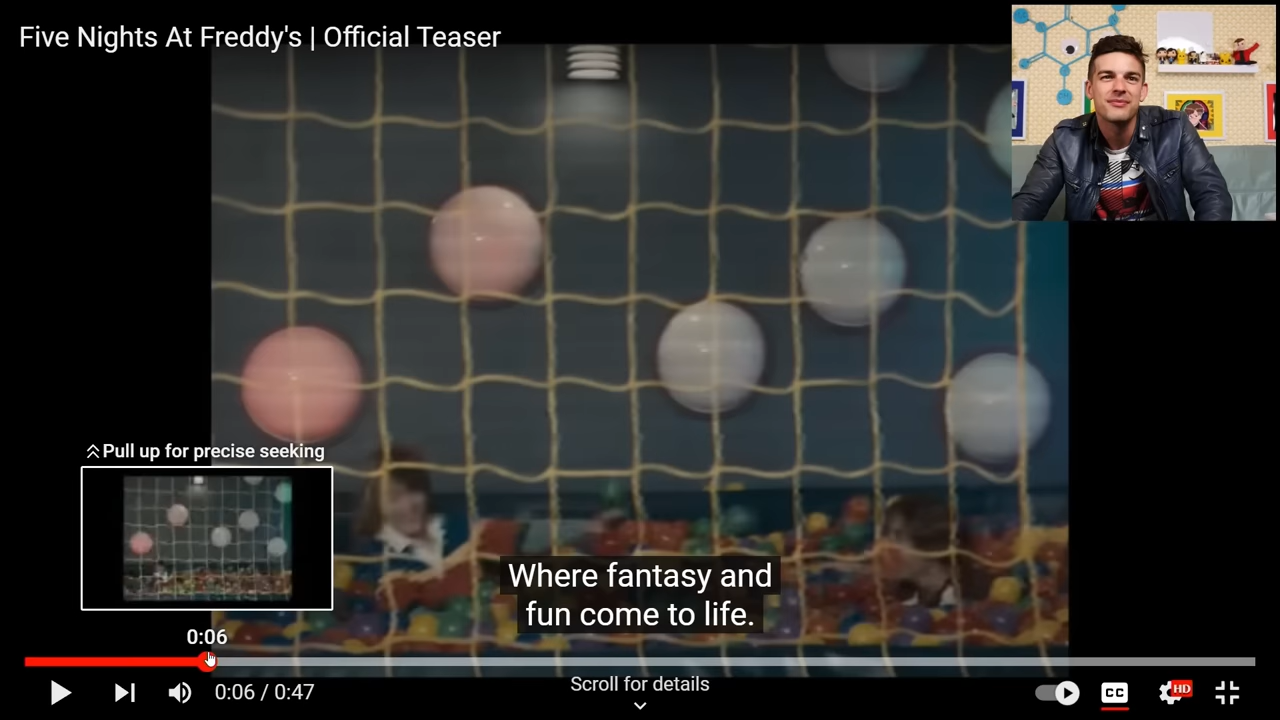 Five Nights At Freddy's | Official Teaser
Pull up for precise seeking
Where fantasy and
fun come to life.
0:06
0:06 / 0:47
Scroll for details
CC
HD